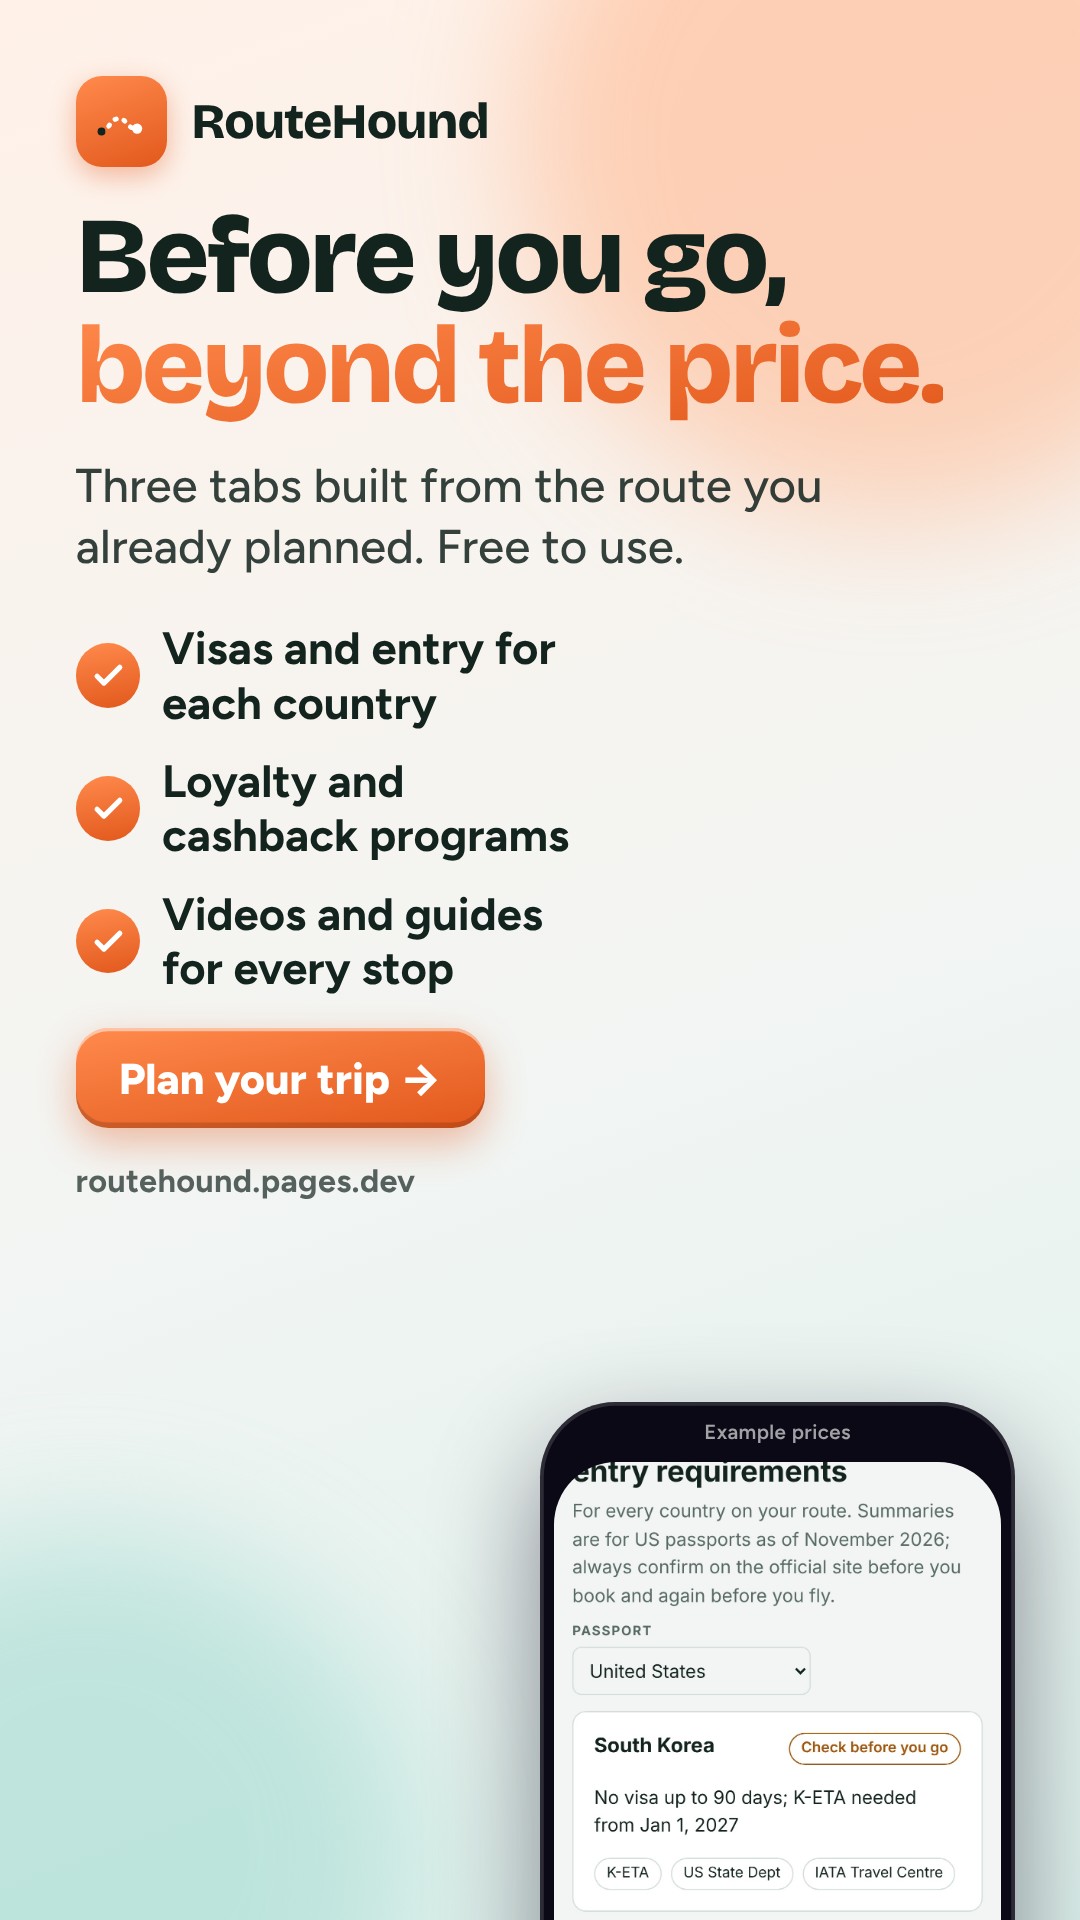 RouteHound
Before you go,
beyond the price.
Three tabs built from the route you
already planned. Free to use.
Visas and entry for
each country
Loyalty and
cashback programs
Videos and guides
for every stop
Plan your trip →
routehound.pages.dev
Example prices
entry requirements
For every country on your route. Summaries
are for US passports as of November 2026;
always confirm on the official site before you
book and again before you fly.
PASSPORT
United States
South Korea
Check before you go
No visa up to 90 days; K-ETA needed
from Jan 1, 2027
K-ETA
US State Dept
IATA Travel Centre